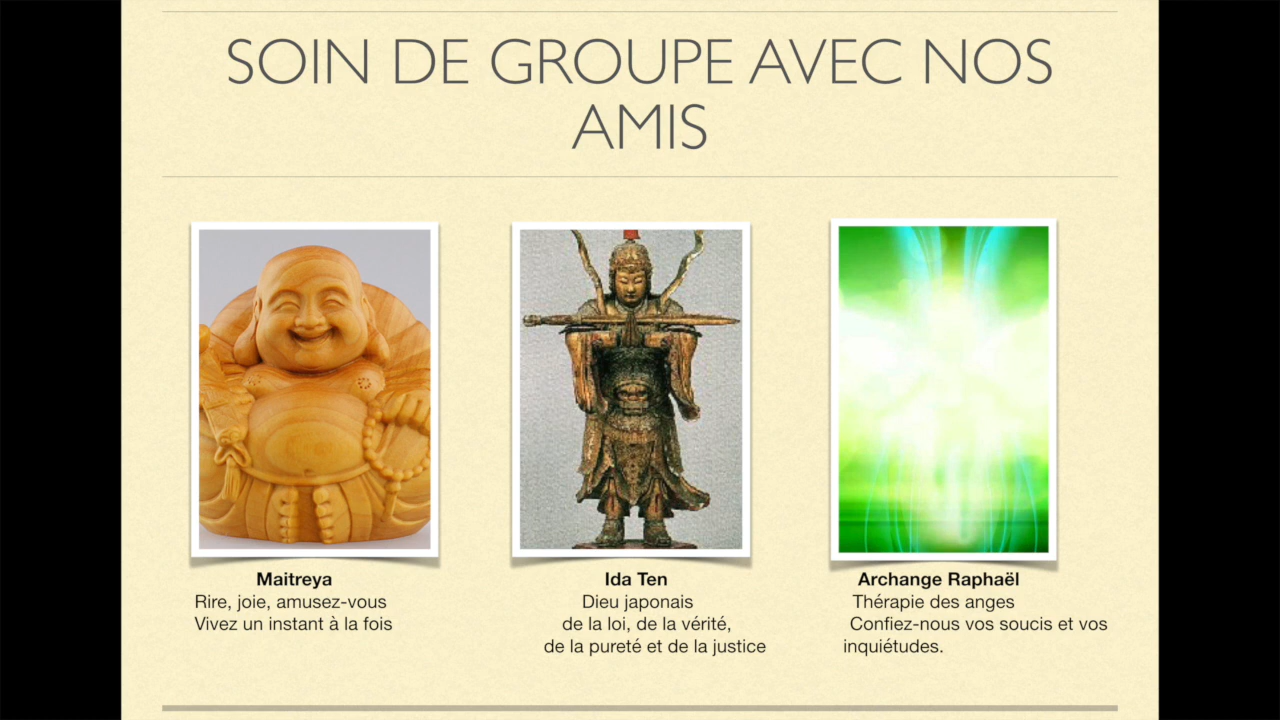 SOIN DE GROUPE AVEC NOS
AMIS
Maitreya
Rire, joie, amusez-vous
Vivez un instant à la fois
Ida Ten
Dieu japonais
de la loi, de la vérité,
de la pureté et de la justice
Archange Raphaël
Thérapie des anges
Confiez-nous vos soucis et vos
inquiétudes.